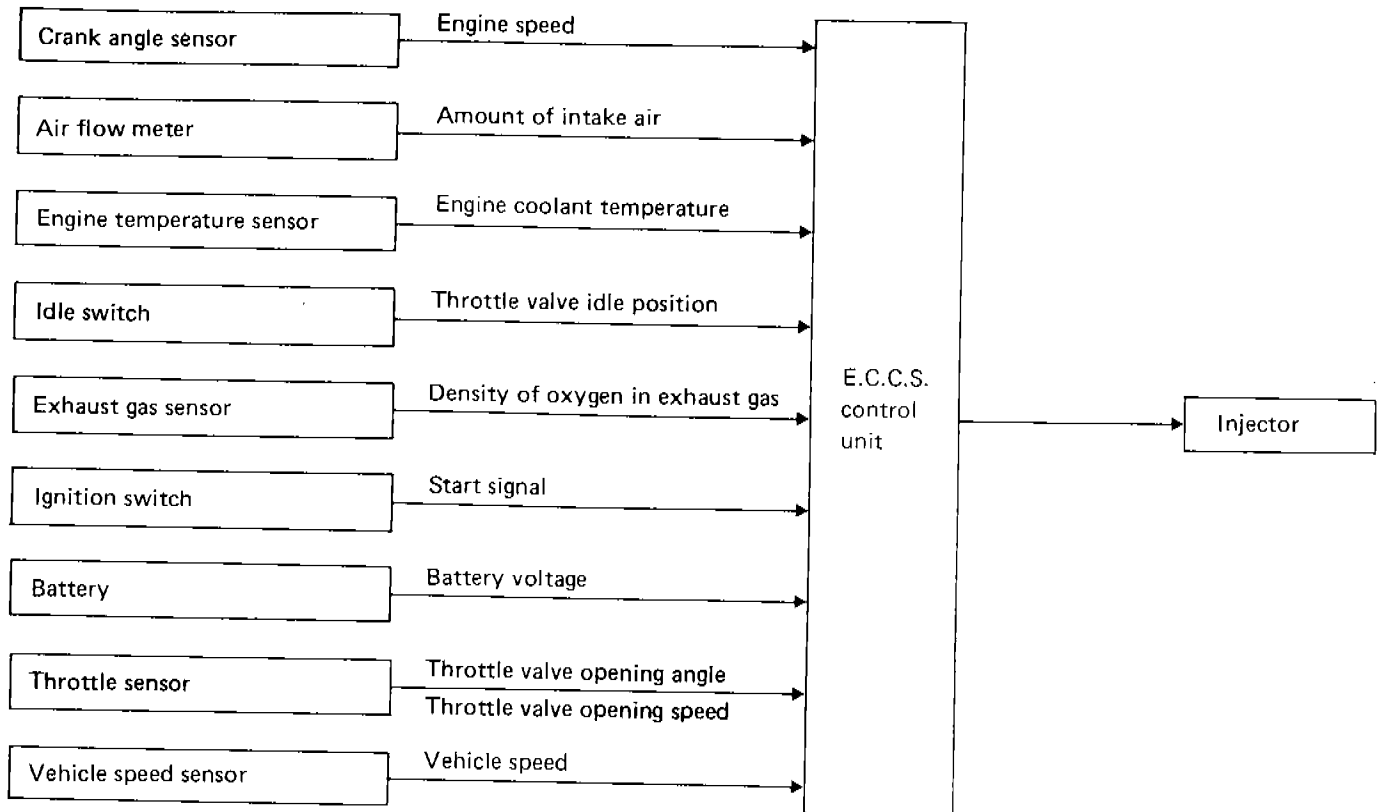 Crank angle sensor
Engine speed
Air flow meter
Amount of intake air
Engine temperature sensor
Engine coolant temperature
Idle switch
Throttle valve idle position
Exhaust gas sensor
Density of oxygen in exhaust gas
Ignition switch
Start signal
Battery
Battery voltage
Throttle sensor
Throttle valve opening angle
Throttle valve opening speed
Vehicle speed sensor
Vehicle speed
E.C.C.S.
control
unit
Injector